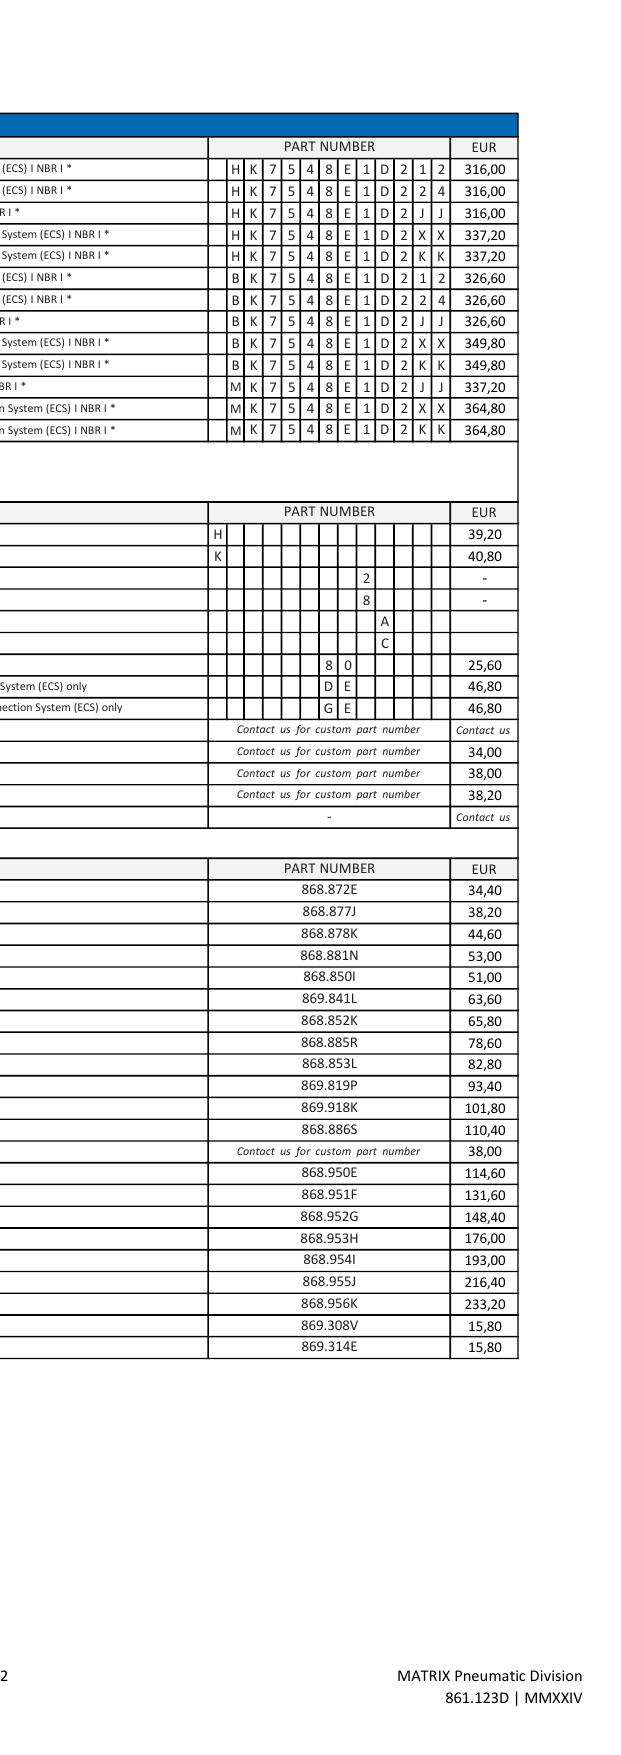 PART NUMBER EUR
(ECS) I NBR I * H K 7 5 4 8 E 1 D 2 1 2 316,00
(ECS) I NBR I * H K 7 5 4 8 E 1 D 2 2 4 316,00
R I * H K 7 5 4 8 E 1 D 2 J J 316,00
System (ECS) I NBR I * H K 7 5 4 8 E 1 D 2 X X 337,20
System (ECS) I NBR I * H K 7 5 4 8 E 1 D 2 K K 337,20
(ECS) I NBR I * B K 7 5 4 8 E 1 D 2 1 2 326,60
(ECS) I NBR I * B K 7 5 4 8 E 1 D 2 2 4 326,60
R I * B K 7 5 4 8 E 1 D 2 J J 326,60
System (ECS) I NBR I * B K 7 5 4 8 E 1 D 2 X X 349,80
System (ECS) I NBR I * B K 7 5 4 8 E 1 D 2 K K 349,80
BR I * M K 7 5 4 8 E 1 D 2 J J 337,20
n System (ECS) I NBR I * M K 7 5 4 8 E 1 D 2 X X 364,80
n System (ECS) I NBR I * M K 7 5 4 8 E 1 D 2 K K 364,80
PART NUMBER EUR
H 39,20
K 40,80
2 -
8 -
A
C
8 0 25,60
System (ECS) only D E 46,80
nection System (ECS) only G E 46,80
Contact us for custom part number Contact us
Contact us for custom part number 34,00
Contact us for custom part number 38,00
Contact us for custom part number 38,20
- Contact us
PART NUMBER EUR
868.872E 34,40
868.877J 38,20
868.878K 44,60
868.881N 53,00
868.850I 51,00
869.841L 63,60
868.852K 65,80
868.885R 78,60
868.853L 82,80
869.819P 93,40
869.918K 101,80
868.886S 110,40
Contact us for custom part number 38,00
868.950E 114,60
868.951F 131,60
868.952G 148,40
868.953H 176,00
868.954I 193,00
868.955J 216,40
868.956K 233,20
869.308V 15,80
869.314E 15,80
2 MATRIX Pneumatic Division
861.123D | MMXXIV